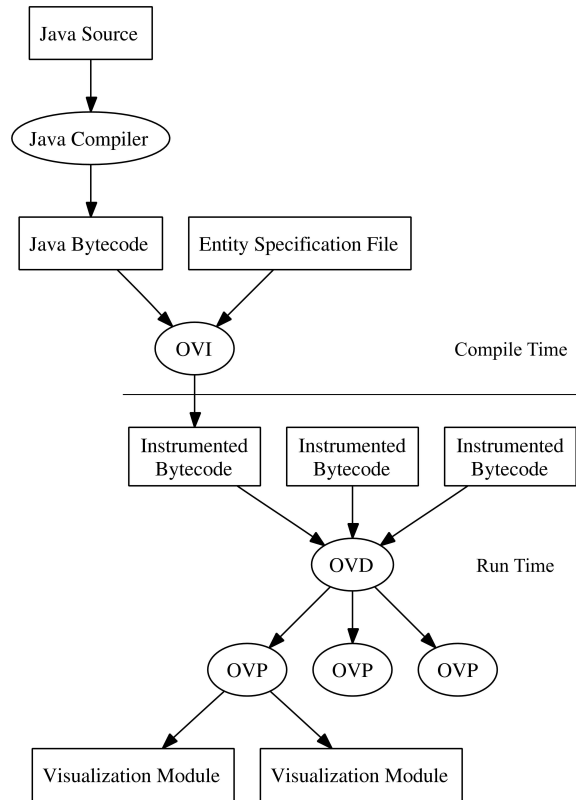 Java Source
Java Compiler
Java Bytecode
Entity Specification File
OVI
Compile Time
Instrumented
Bytecode
Instrumented
Bytecode
Instrumented
Bytecode
OVD
Run Time
OVP
OVP
OVP
Visualization Module
Visualization Module